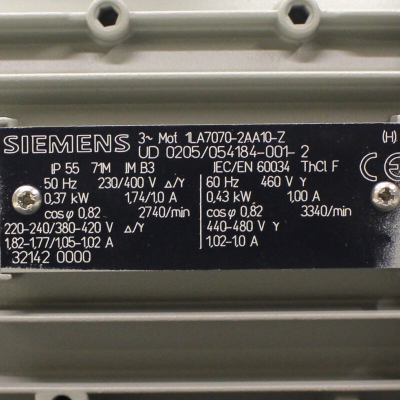 SIEMENS
3~ Mot 1LA7070-2AA10-Z (H)
UD 0205/054184-001-2
IP 55 71M IM B3 IEC/EN 60034 ThCl F
50 Hz 230/400 V Δ/Y 60 Hz 460 V Y
0,37 kW 1,74/1,0 A 0,43 kW 1,00 A
cosφ 0,82 2740/min cosφ 0,82 3340/min
220-240/380-420 V Δ/Y 440-480 V Y
1,82-1,77/1,05-1,02 A 1,02-1,0 A
32142 0000
CE